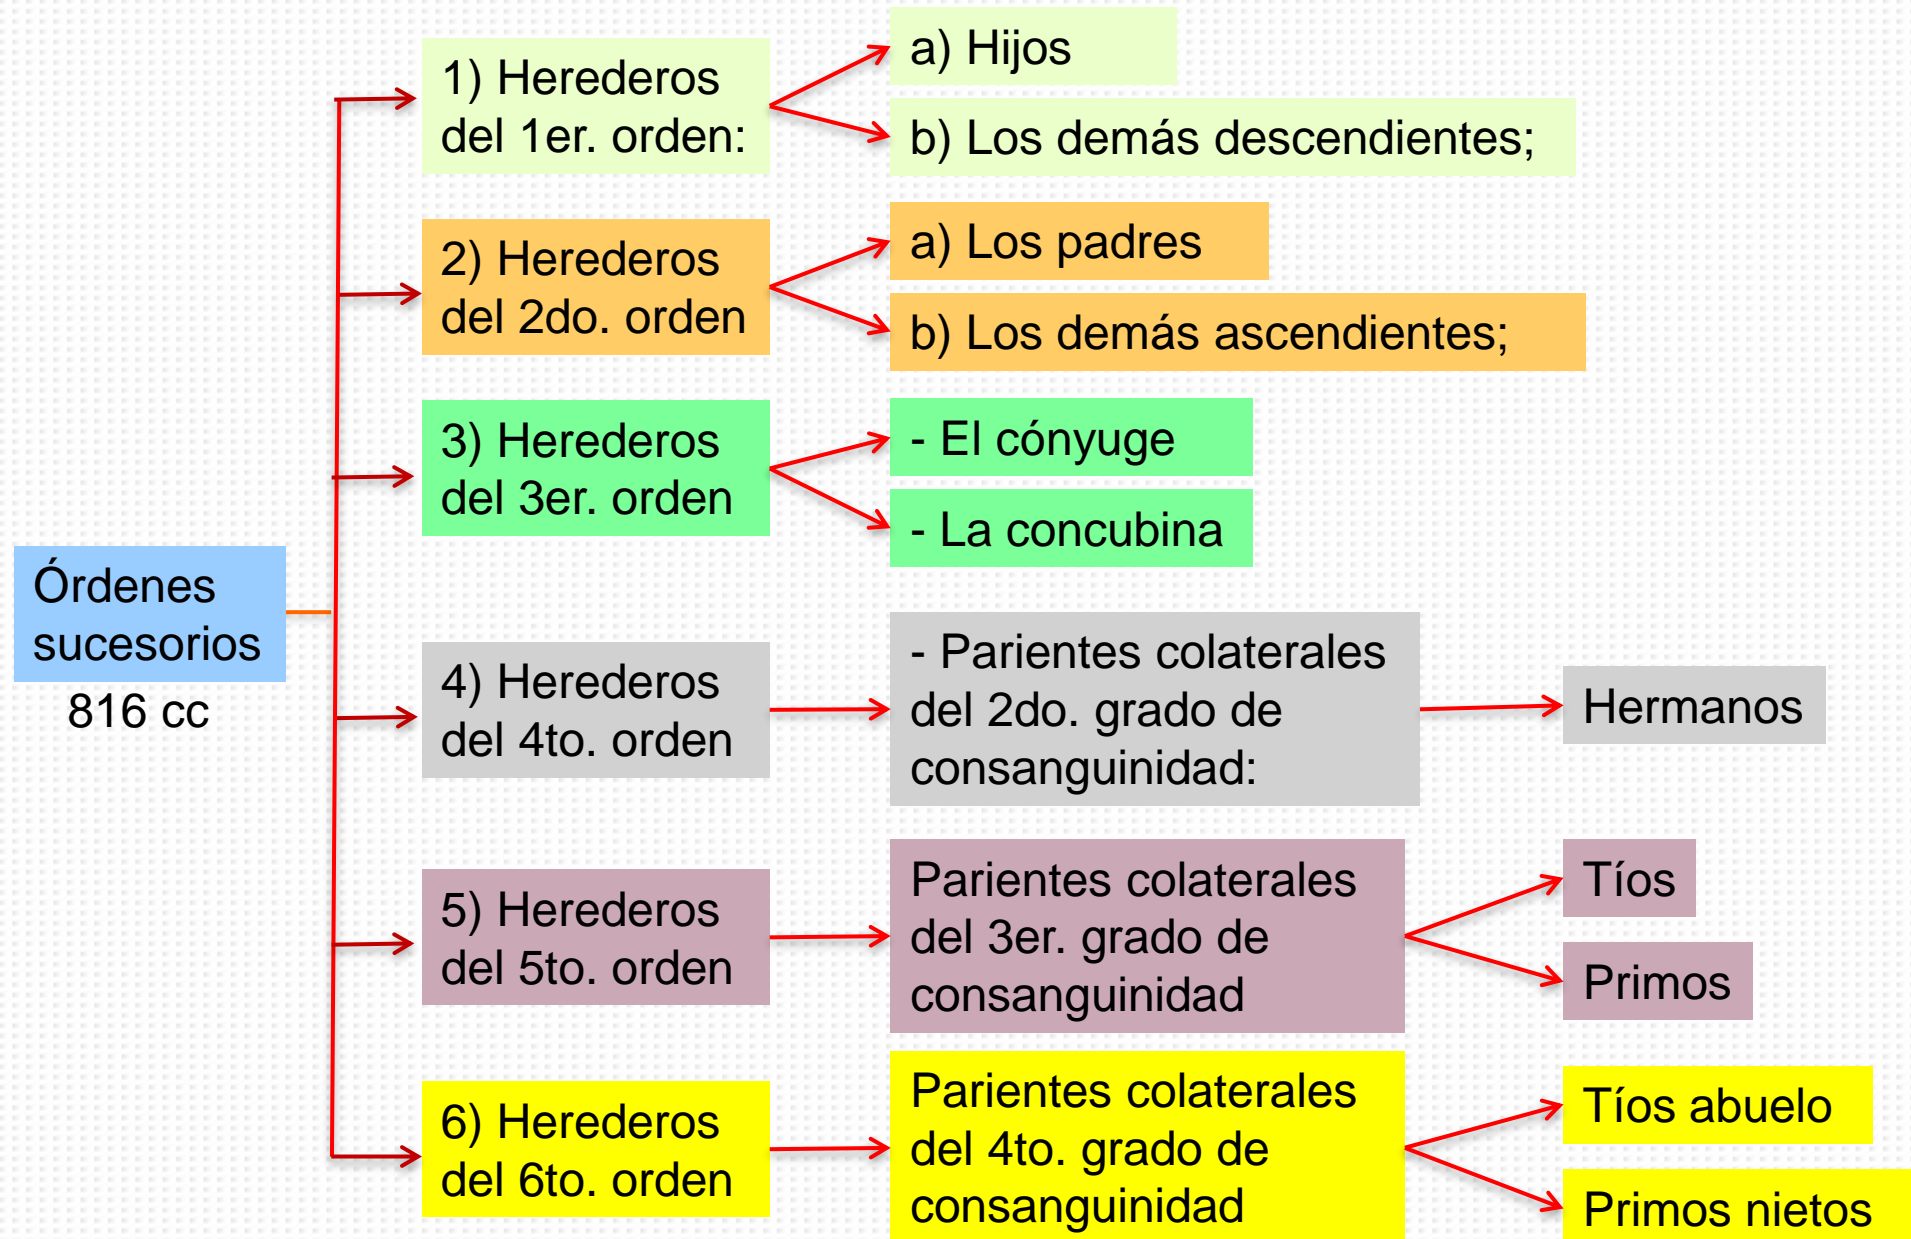 Órdenes
sucesorios
816 cc
1) Herederos
del 1er. orden:
a) Hijos
b) Los demás descendientes;
2) Herederos
del 2do. orden
a) Los padres
b) Los demás ascendientes;
3) Herederos
del 3er. orden
- El cónyuge
- La concubina
4) Herederos
del 4to. orden
- Parientes colaterales
del 2do. grado de
consanguinidad:
Hermanos
5) Herederos
del 5to. orden
Parientes colaterales
del 3er. grado de
consanguinidad
Tíos
Primos
6) Herederos
del 6to. orden
Parientes colaterales
del 4to. grado de
consanguinidad
Tíos abuelo
Primos nietos